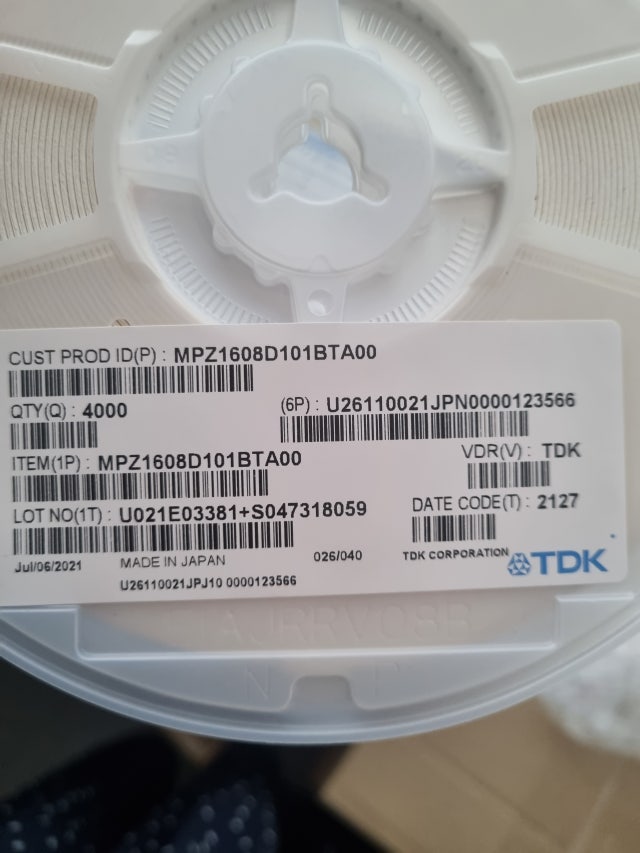 CUST PROD ID(P) : MPZ1608D101BTA00
QTY(Q) : 4000
(6P) : U26110021JPN0000123566
ITEM(1P) : MPZ1608D101BTA00
VDR(V) : TDK
LOT NO(1T) : U021E03381+S047318059
DATE CODE(T) : 2127
Jul/06/2021 MADE IN JAPAN 026/040 TDK CORPORATION TDK
U26110021JPJ10 0000123566